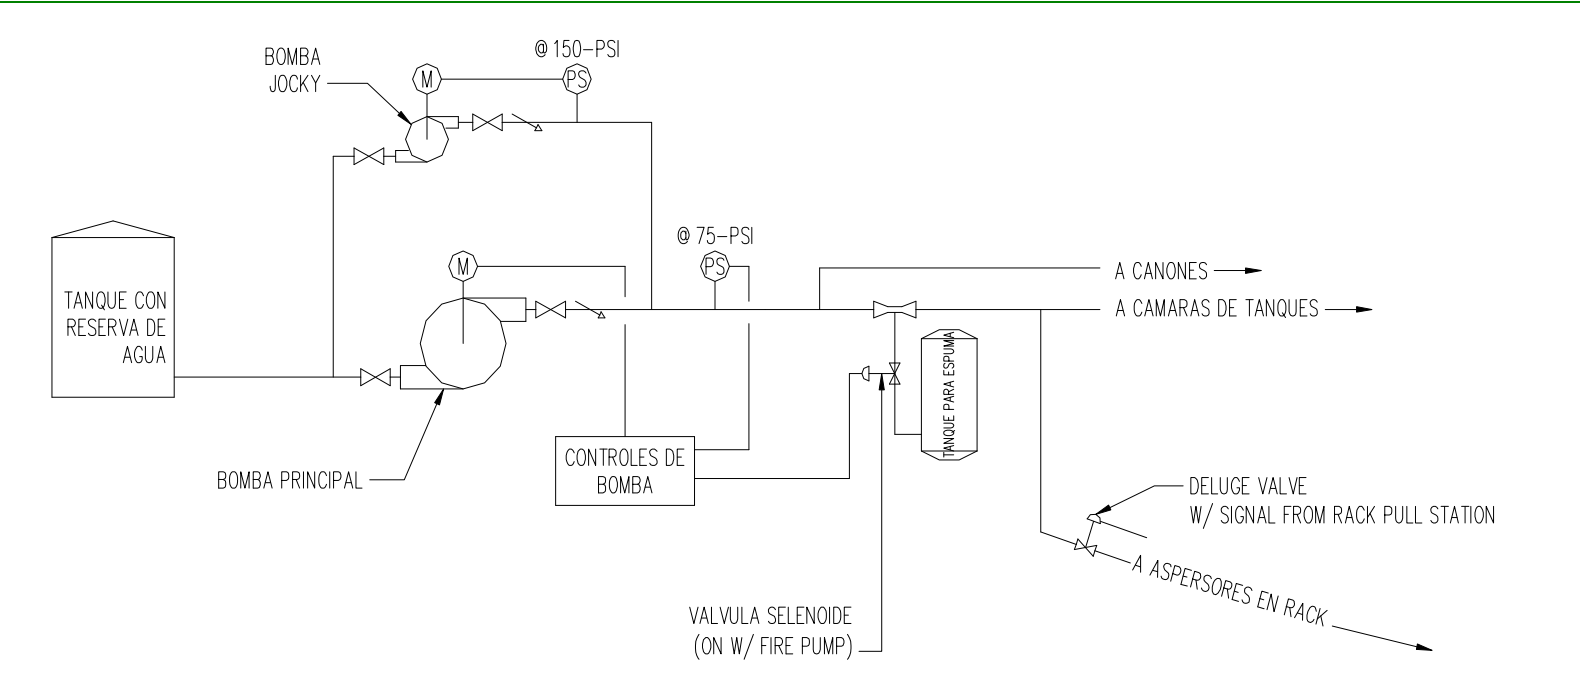 BOMBA
JOCKY
M
@ 150-PSI
PS
TANQUE CON
RESERVA DE
AGUA
M
@ 75-PSI
PS
A CANONES
A CAMARAS DE TANQUES
TANQUE PARA ESPUMA
BOMBA PRINCIPAL
CONTROLES DE
BOMBA
DELUGE VALVE
W/ SIGNAL FROM RACK PULL STATION
A ASPERSORES EN RACK
VALVULA SELENOIDE
(ON W/ FIRE PUMP)